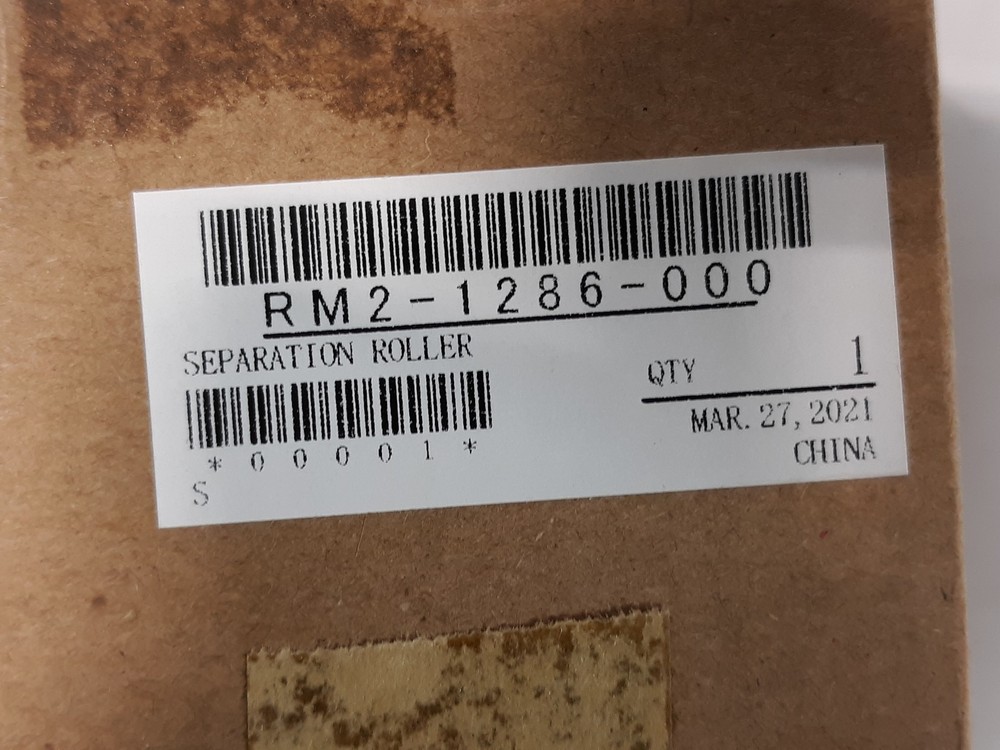 RM2-1286-000
SEPARATION ROLLER
QTY 1
*00001*
MAR. 27, 2021
CHINA
S